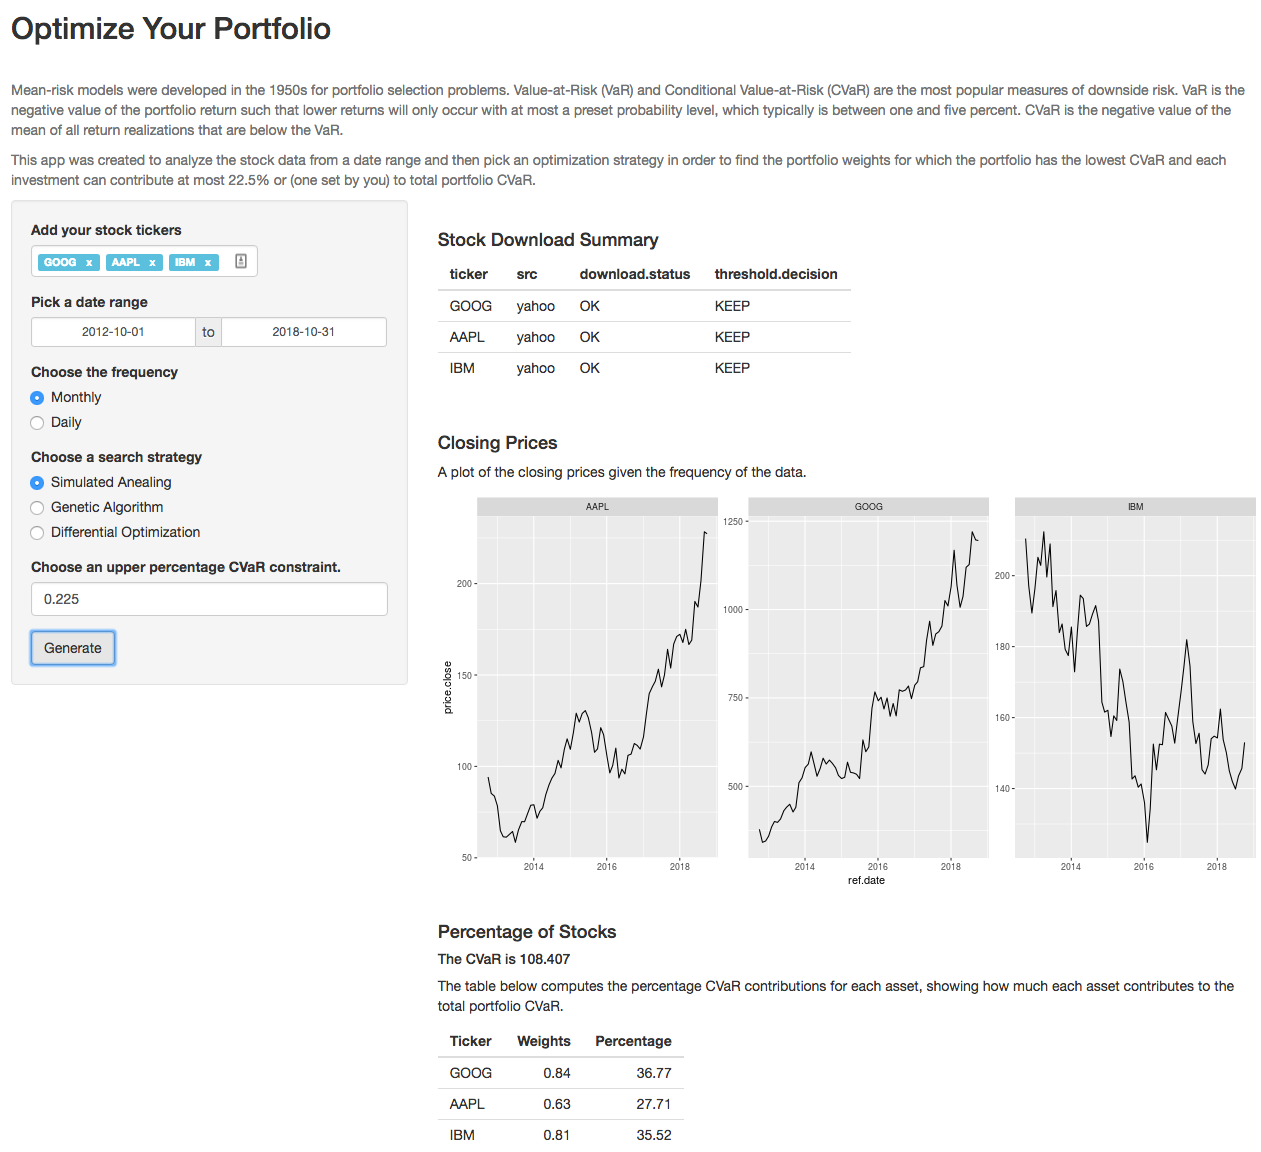 Optimize Your Portfolio
Mean-risk models were developed in the 1950s for portfolio selection problems. Value-at-Risk (VaR) and Conditional Value-at-Risk (CVaR) are the most popular measures of downside risk. VaR is the
negative value of the portfolio return such that lower returns will only occur with at most a preset probability level, which typically is between one and five percent. CVaR is the negative value of the
mean of all return realizations that are below the VaR.
This app was created to analyze the stock data from a date range and then pick an optimization strategy in order to find the portfolio weights for which the portfolio has the lowest CVaR and each
investment can contribute at most 22.5% or (one set by you) to total portfolio CVaR.
Add your stock tickers
GOOG x AAPL x IBM x
Pick a date range
2012-10-01 to 2018-10-31
Choose the frequency
Monthly
Daily
Choose a search strategy
Simulated Anealing
Genetic Algorithm
Differential Optimization
Choose an upper percentage CVaR constraint.
0.225
Generate
Stock Download Summary
ticker src download.status threshold.decision
GOOG yahoo OK KEEP
AAPL yahoo OK KEEP
IBM yahoo OK KEEP
Closing Prices
A plot of the closing prices given the frequency of the data.
AAPL GOOG IBM
price.close
200
150
100
50
2014 2016 2018
1250
1000
750
500
2014 2016 2018
200
180
160
140
2014 2016 2018
ref.date
Percentage of Stocks
The CVaR is 108.407
The table below computes the percentage CVaR contributions for each asset, showing how much each asset contributes to the
total portfolio CVaR.
Ticker Weights Percentage
GOOG 0.84 36.77
AAPL 0.63 27.71
IBM 0.81 35.52